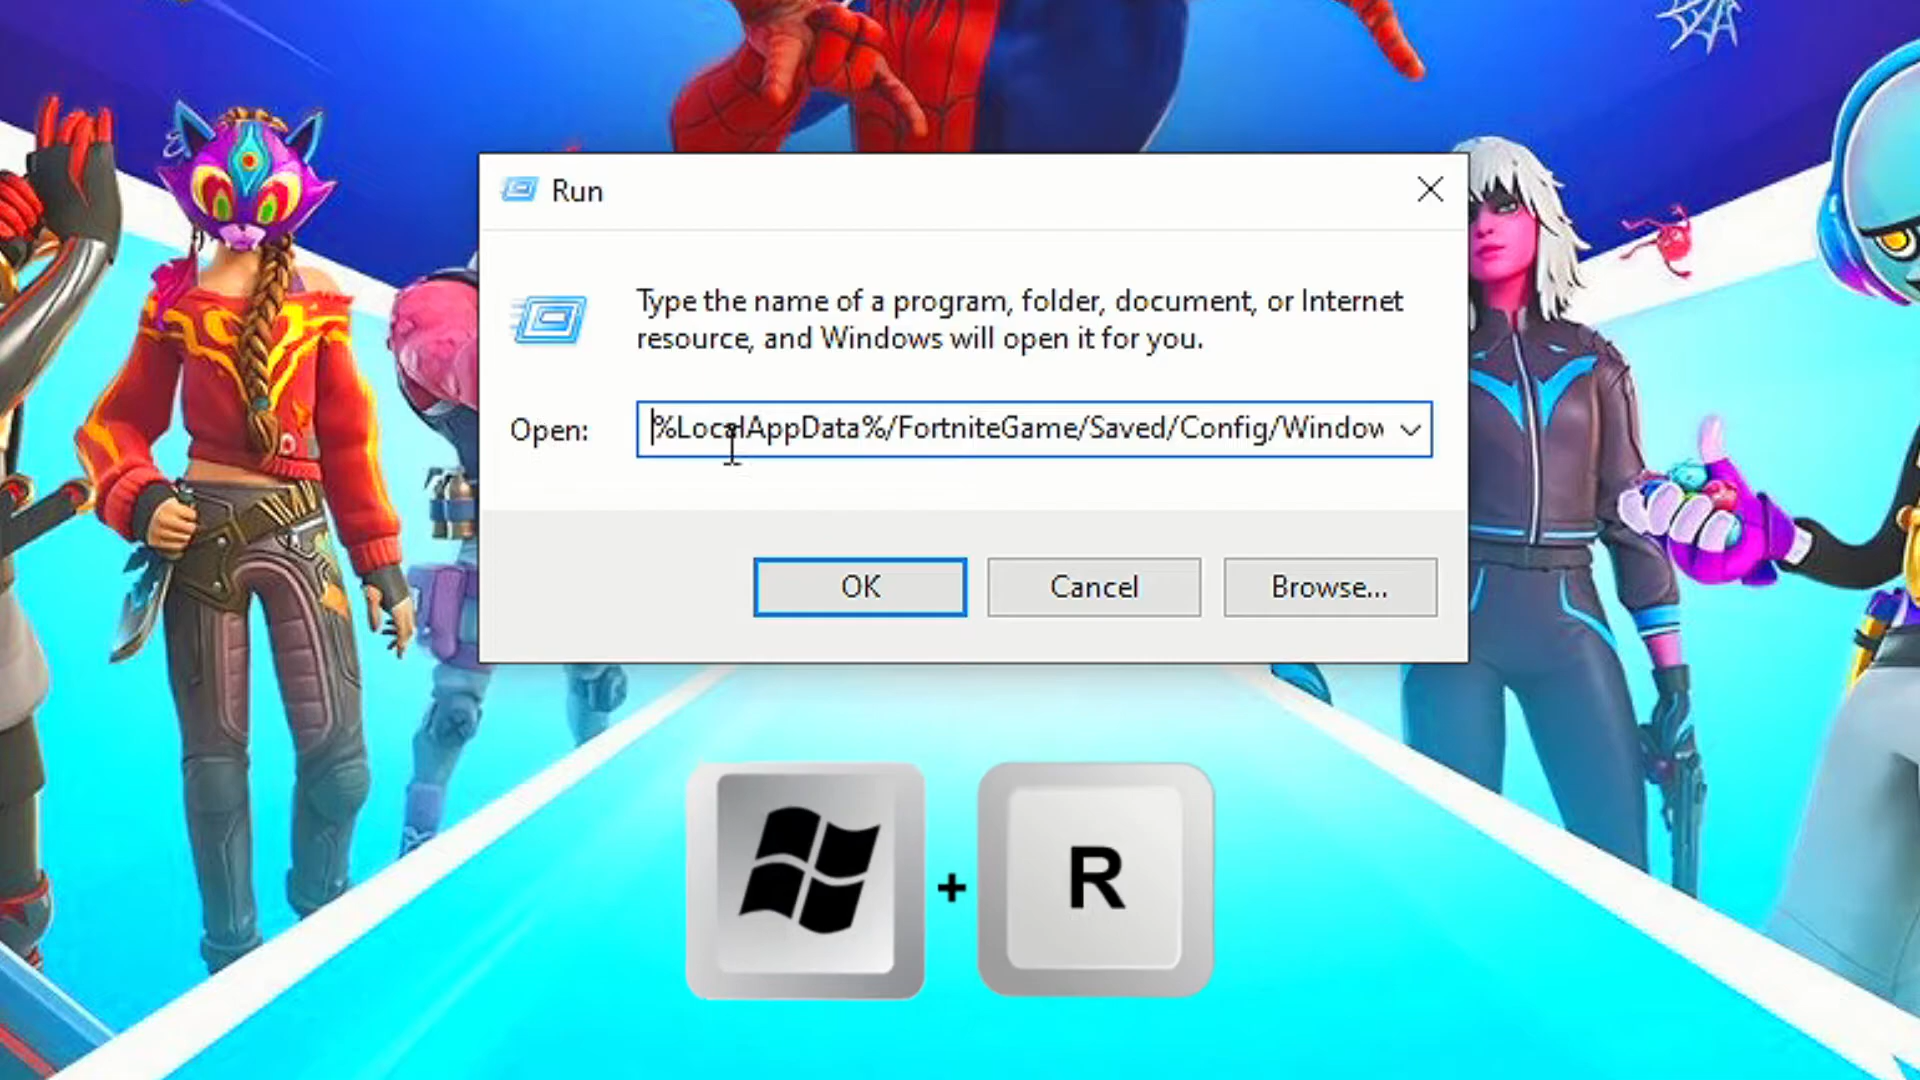 Run
Type the name of a program, folder, document, or Internet
resource, and Windows will open it for you.
Open:
%LocalAppData%/FortniteGame/Saved/Config/Window
OK
Cancel
Browse...
+
R